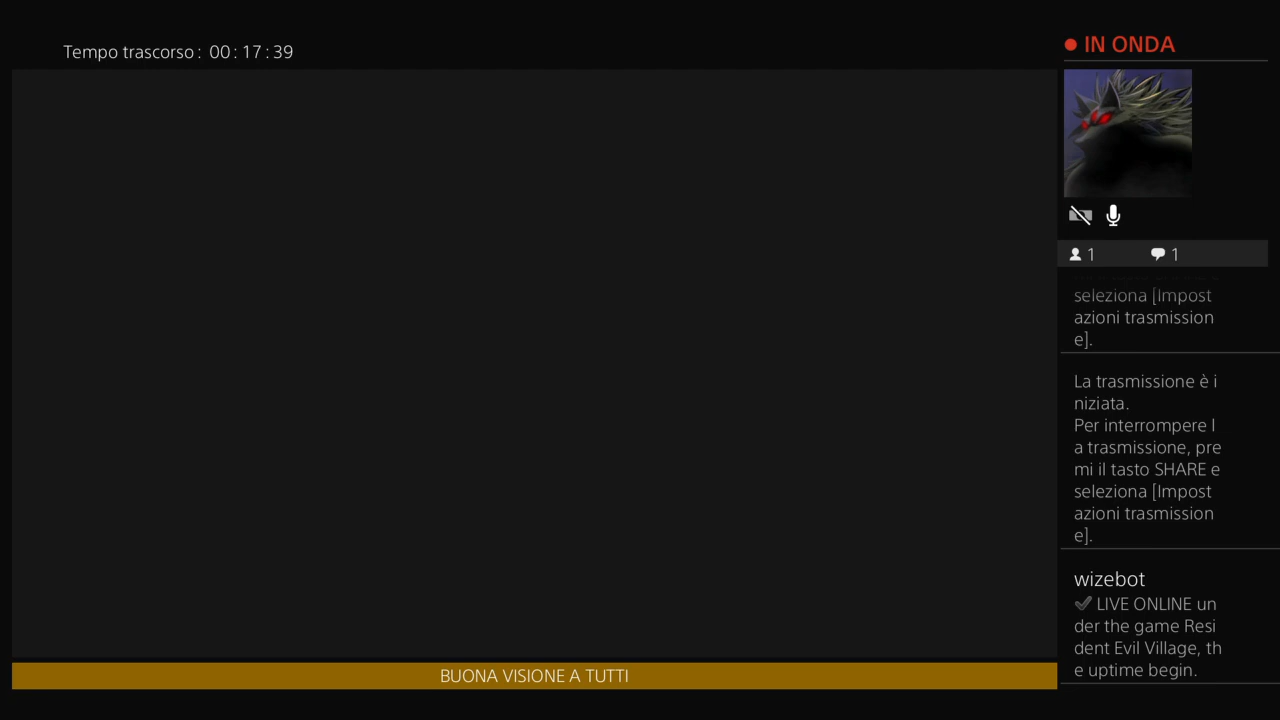 Tempo trascorso: 00:17:39
IN ONDA
1
1
seleziona [Impost
azioni trasmission
e].
La trasmissione è i
niziata.
Per interrompere l
a trasmissione, pre
mi il tasto SHARE e
seleziona [Impost
azioni trasmission
e].
wizebot
LIVE ONLINE un
der the game Resi
dent Evil Village, th
e uptime begin.
BUONA VISIONE A TUTTI